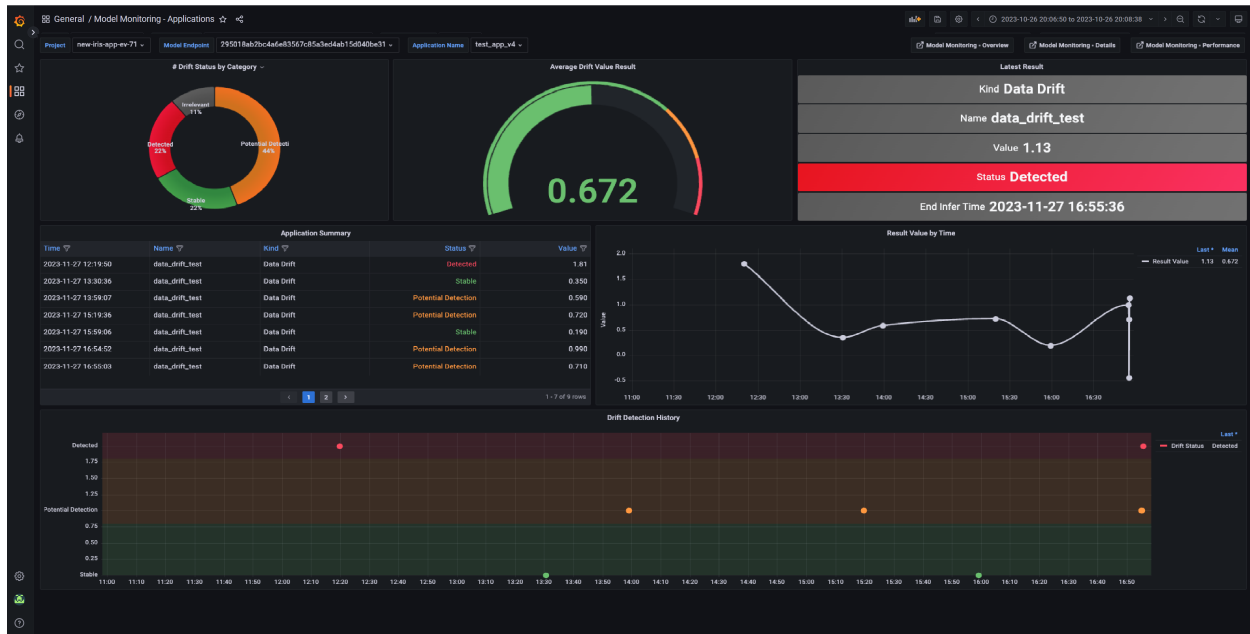 General / Model Monitoring - Applications
2023-10-26 20:06:50 to 2023-10-26 20:08:38
Project new-iris-app-ev-71 Model Endpoint 295018ab2bc4a6e83567c85a3ed4ab15d040be31 Application Name test_app_v4
Model Monitoring - Overview Model Monitoring - Details Model Monitoring - Performance
# Drift Status by Category
Irrelevant
11%
Detected
22%
Potential Detecti
44%
Stable
22%
Average Drift Value Result
0.672
Latest Result
Kind Data Drift
Name data_drift_test
Value 1.13
Status Detected
End Infer Time 2023-11-27 16:55:36
Application Summary
Time Name Kind Status Value
2023-11-27 12:19:50 data_drift_test Data Drift Detected 1.81
2023-11-27 13:30:36 data_drift_test Data Drift Stable 0.350
2023-11-27 13:59:07 data_drift_test Data Drift Potential Detection 0.590
2023-11-27 15:19:36 data_drift_test Data Drift Potential Detection 0.720
2023-11-27 15:59:06 data_drift_test Data Drift Stable 0.190
2023-11-27 16:54:52 data_drift_test Data Drift Potential Detection 0.990
2023-11-27 16:55:03 data_drift_test Data Drift Potential Detection 0.710
1 2
1 - 7 of 9 rows
Result Value by Time
Last * Mean
Result Value 1.13 0.672
Value
2.0
1.5
1.0
0.5
0.0
-0.5
11:00 11:30 12:00 12:30 13:00 13:30 14:00 14:30 15:00 15:30 16:00 16:30
Drift Detection History
Last *
Drift Status Detected
Detected
1.75
1.50
1.25
Potential Detection
0.75
0.50
0.25
Stable
11:00 11:10 11:20 11:30 11:40 11:50 12:00 12:10 12:20 12:30 12:40 12:50 13:00 13:10 13:20 13:30 13:40 13:50 14:00 14:10 14:20 14:30 14:40 14:50 15:00 15:10 15:20 15:30 15:40 15:50 16:00 16:10 16:20 16:30 16:40 16:50